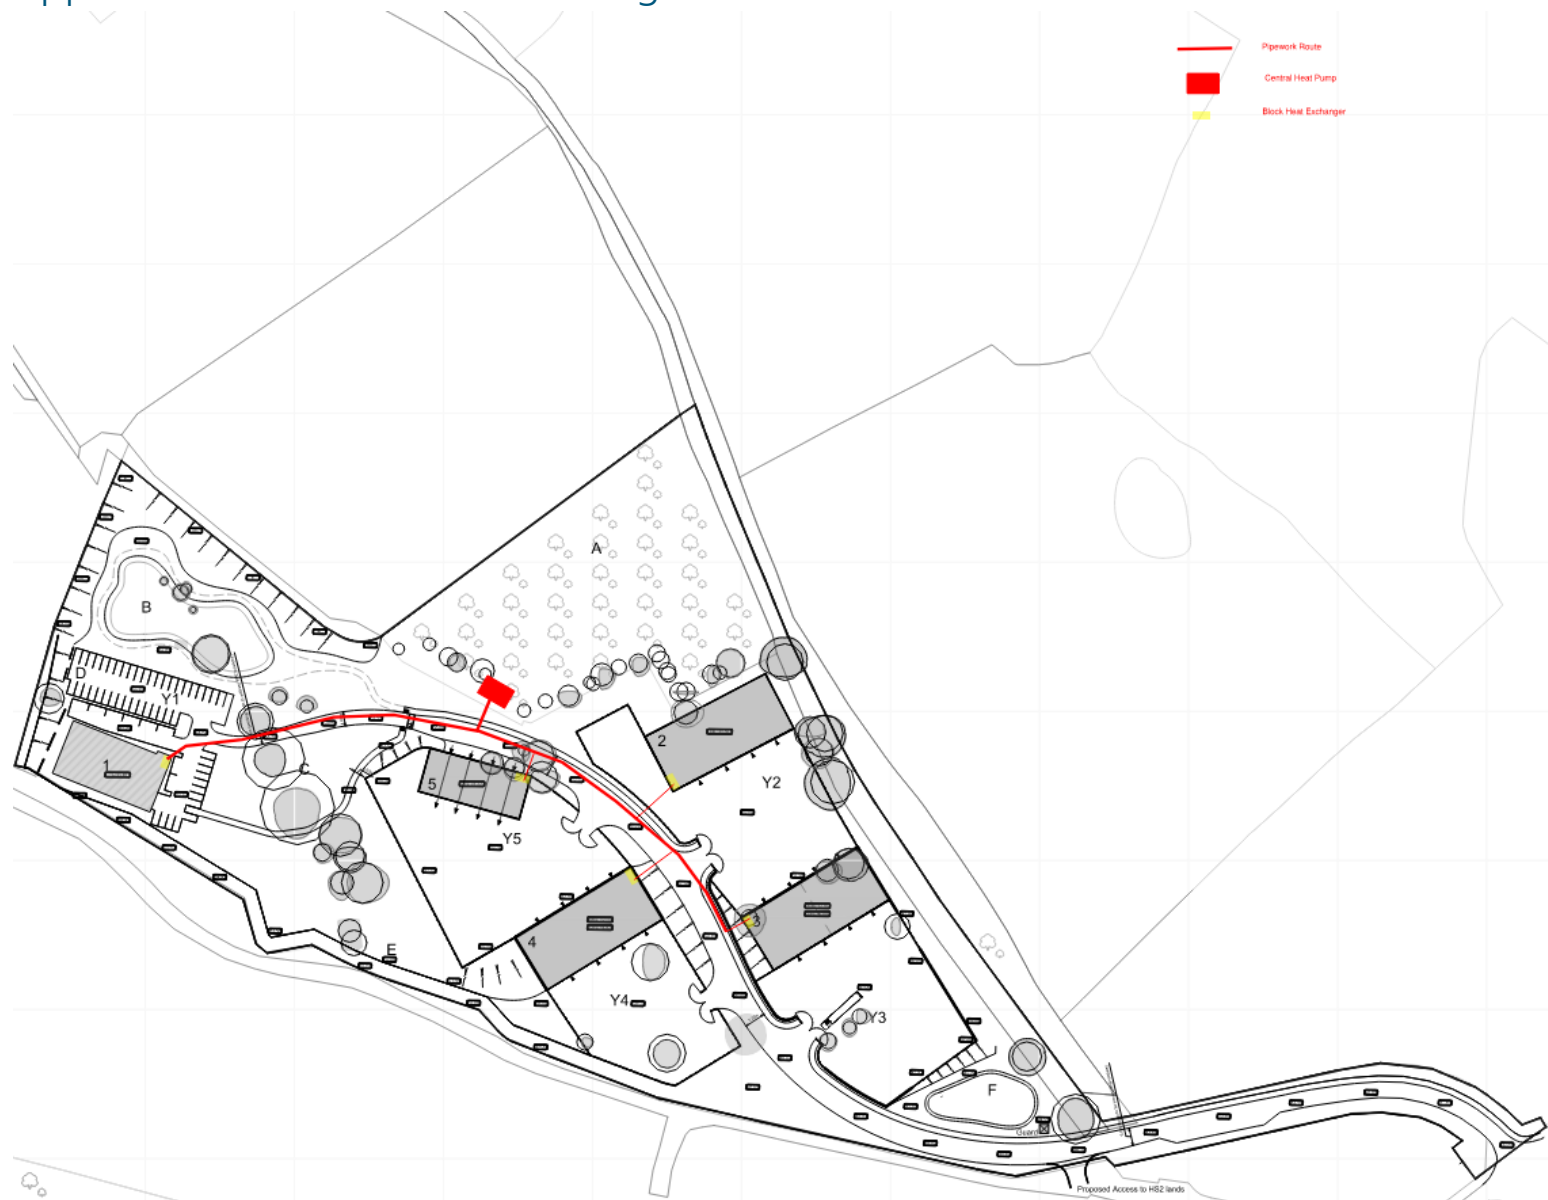 Pipework Route
Central Heat Pump
Block Heat Exchanger
A
B
D
Y1
C
1
2
5
Y2
Y5
3
4
E
Y4
Y3
F
Guard
Proposed Access to HS2 lands